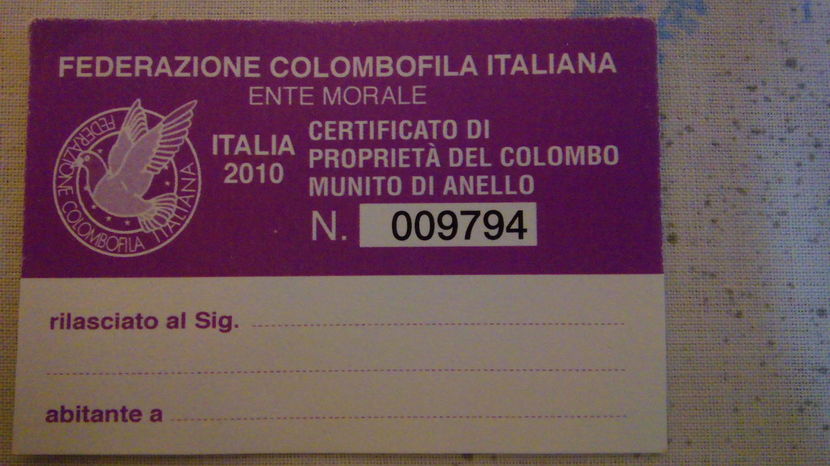 FEDERAZIONE COLOMBOFILA ITALIANA
ENTE MORALE
FEDERAZIONE COLOMBOFILA ITALIANA
ITALIA
2010
CERTIFICATO DI
PROPRIETÀ DEL COLOMBO
MUNITO DI ANELLO
N. 009794
rilasciato al Sig.
abitante a